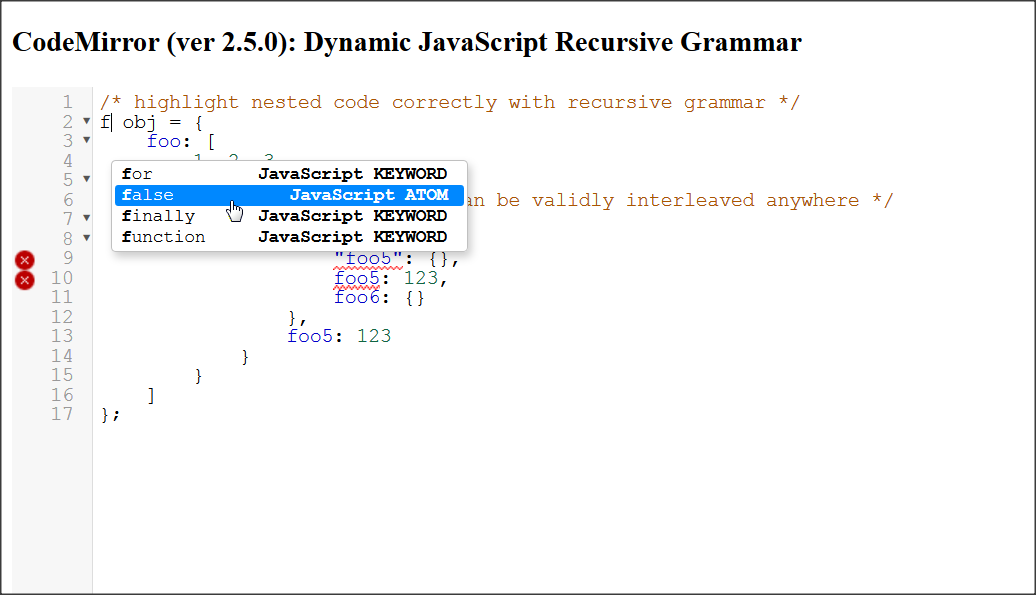 CodeMirror (ver 2.5.0): Dynamic JavaScript Recursive Grammar
1 /* highlight nested code correctly with recursive grammar */
2 f obj = {
3 foo: [
4 1, 2, 3
5
6 an be validly interleaved anywhere */
7
8
for JavaScript KEYWORD
false JavaScript ATOM
finally JavaScript KEYWORD
function JavaScript KEYWORD
9 "foo5": {},
10 foo5: 123,
11 foo6: {}
12 },
13 foo5: 123
14 }
15 }
16 ]
17 };